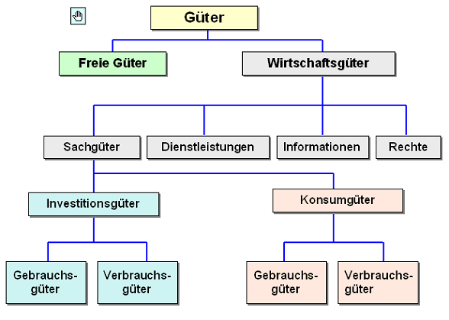 Güter
Freie Güter
Wirtschaftsgüter
Sachgüter
Dienstleistungen
Informationen
Rechte
Investitionsgüter
Konsumgüter
Gebrauchs-
güter
Verbrauchs-
güter
Gebrauchs-
güter
Verbrauchs-
güter